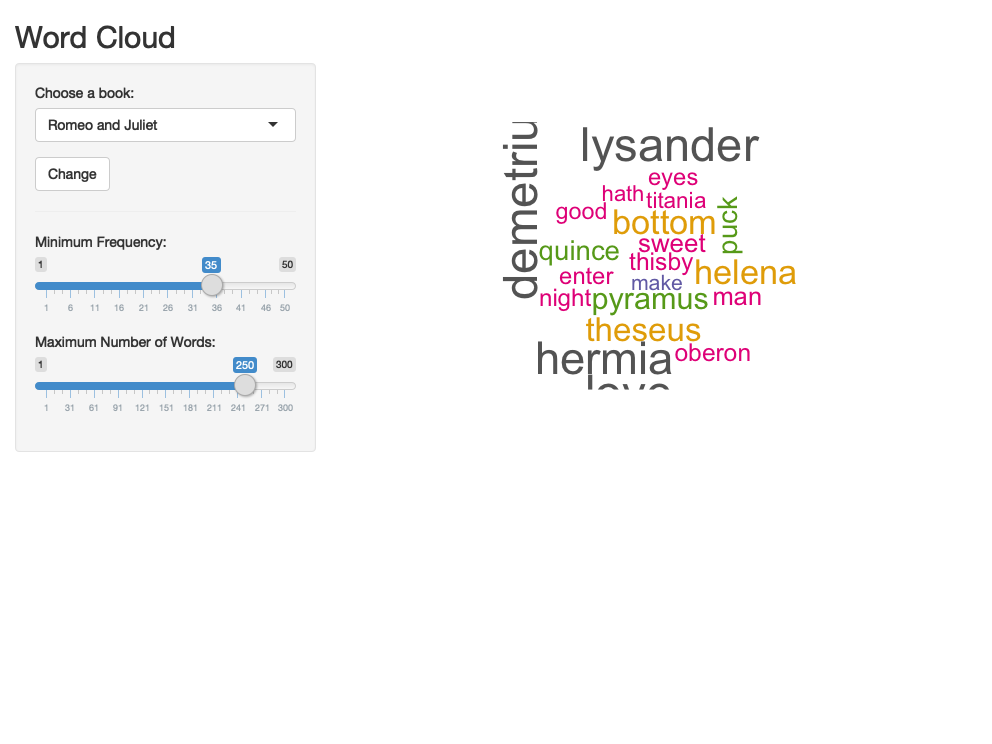 Word Cloud
Choose a book:
Romeo and Juliet
Change
Minimum Frequency:
1 35 50
1 6 11 16 21 26 31 36 41 46 50
Maximum Number of Words:
1 250 300
1 31 61 91 121 151 181 211 241 271 300
demetriu
lysander
eyes
hath
titania
good
bottom
puck
quince
sweet
thisby
helena
enter
make
night
pyramus
man
theseus
hermia
oberon
love